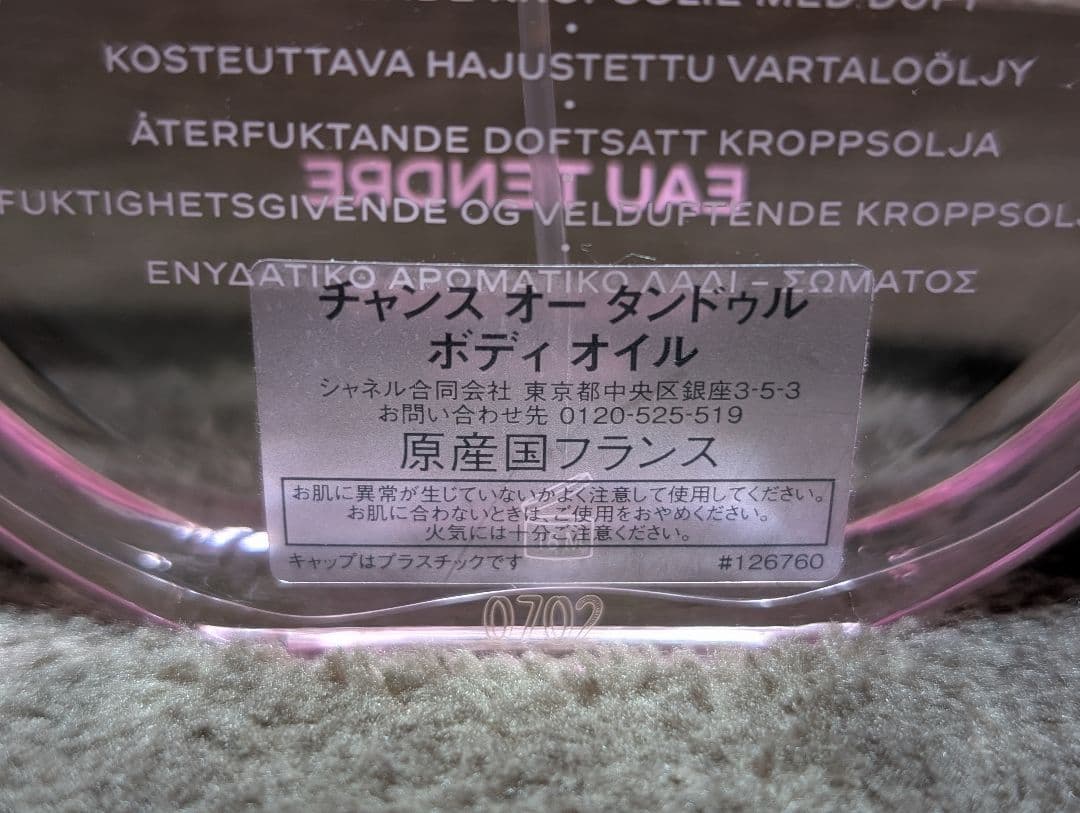 KROPSOLIE MED DUFT
KOSTEUTTAVA HAJUSTETTU VARTALOÖLJY
ÅTERFUKTANDE DOFTSATT KROPPSOLJA
EAU TENDRE
FUKTIGHETSGIVENDE OG VELDUFTENDE KROPPSOL
ΕΝΥΔΑΤΙΚΟ ΑΡΩΜΑΤΙΚΟ ΛΑΔΙ – ΣΩΜΑΤΟΣ
チャンス オー タンドゥル
ボディ オイル
シャネル合同会社 東京都中央区銀座3-5-3
お問い合わせ先 0120-525-519
原産国フランス
お肌に異常が生じていないかよく注意して使用してください。
お肌に合わないときは、ご使用をおやめください。
火気には十分ご注意ください。
キャップはプラスチックです #126760
0702